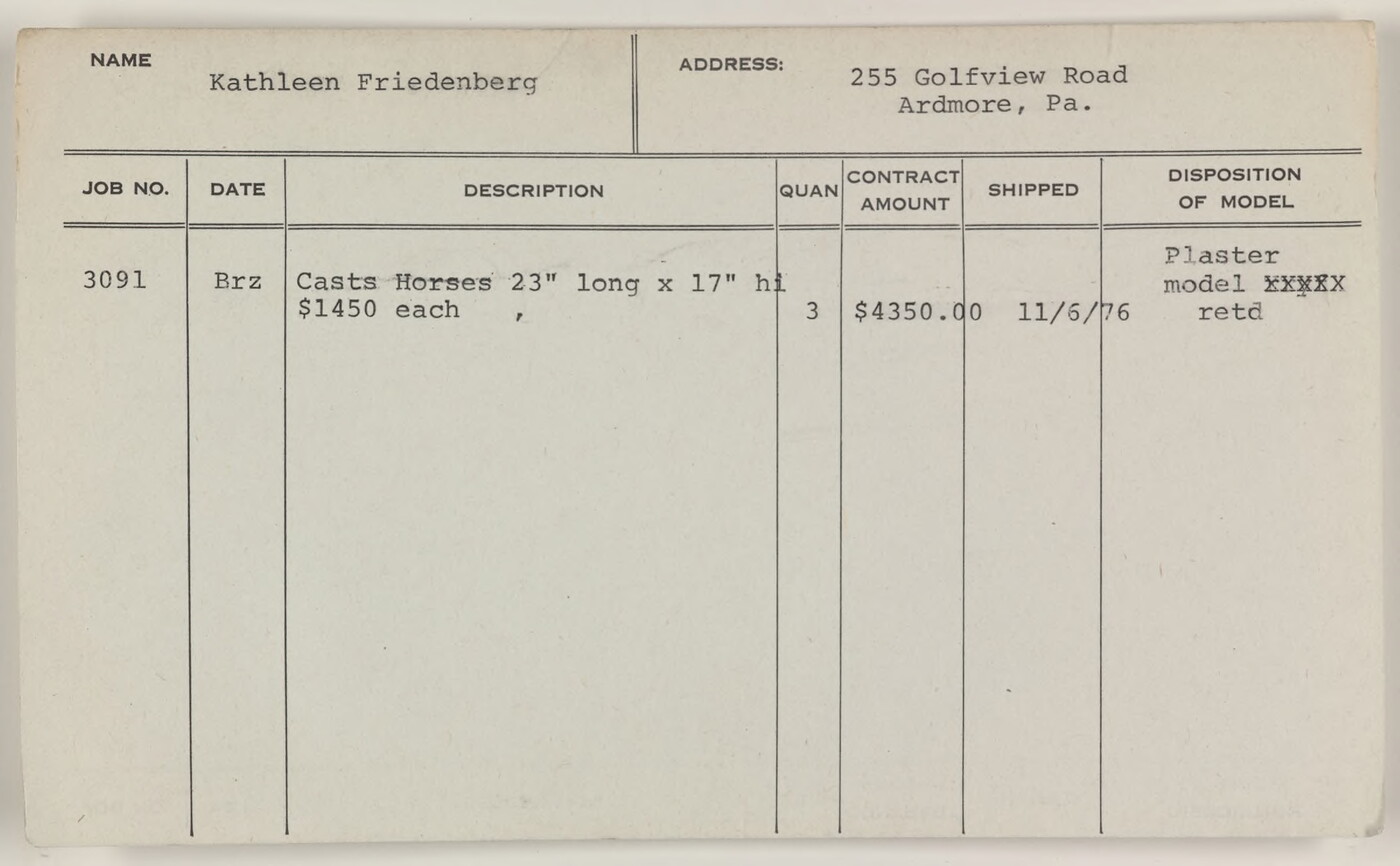 NAME
Kathleen Friedenberg
ADDRESS:
255 Golfview Road
Ardmore, Pa.
JOB NO. DATE DESCRIPTION QUAN CONTRACT AMOUNT SHIPPED DISPOSITION OF MODEL
Plaster
3091 Brz Casts Horses 23" long x 17" hi model XXXXX
$1450 each , 3 $4350.00 11/6/76 retd